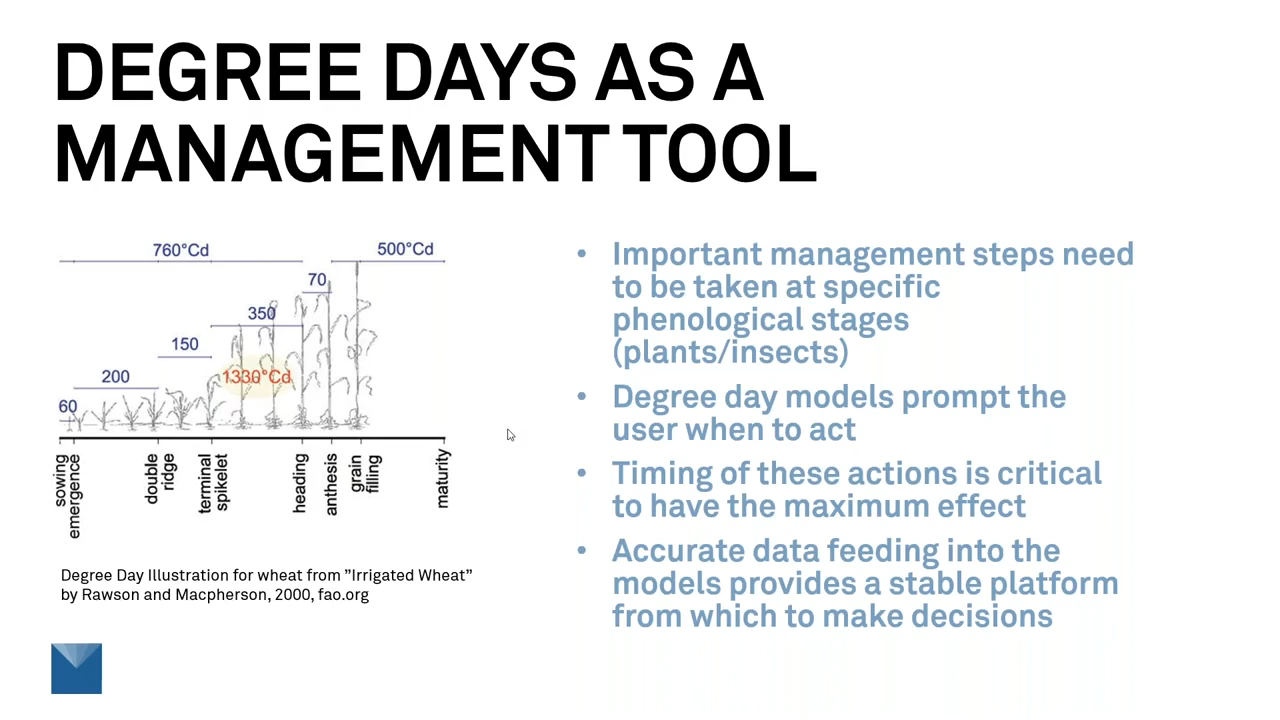 DEGREE DAYS AS A
MANAGEMENT TOOL
760°Cd
500°Cd
70
350
150
200
1330°Cd
60
sowing
emergence
double
ridge
terminal
spikelet
heading
anthesis
grain
filling
maturity
Degree Day Illustration for wheat from ”Irrigated Wheat”
by Rawson and Macpherson, 2000, fao.org
• Important management steps need
to be taken at specific
phenological stages
(plants/insects)
• Degree day models prompt the
user when to act
• Timing of these actions is critical
to have the maximum effect
• Accurate data feeding into the
models provides a stable platform
from which to make decisions